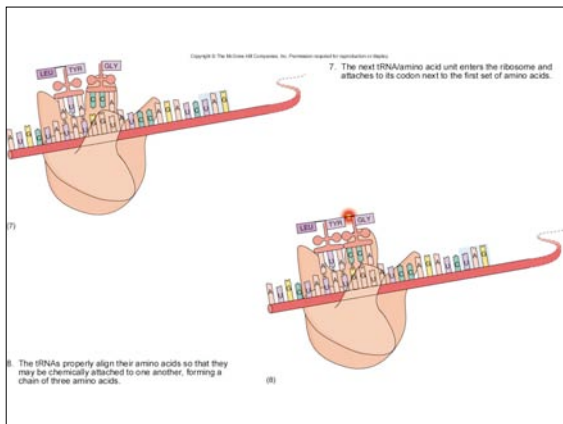 Copyright © The McGraw-Hill Companies, Inc. Permission required for reproduction or display.
LEU TYR GLY
7. The next tRNA/amino acid unit enters the ribosome and
attaches to its codon next to the first set of amino acids.
(7)
LEU TYR GLY
8. The tRNAs properly align their amino acids so that they
may be chemically attached to one another, forming a
chain of three amino acids.
(8)